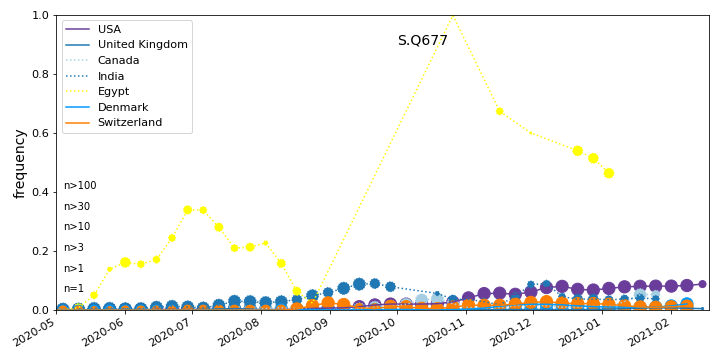 1.0
0.8
0.6
0.4
0.2
0.0
frequency
USA
United Kingdom
Canada
India
Egypt
Denmark
Switzerland
S.Q677
n>100
n>30
n>10
n>3
n>1
n=1
2020-05
2020-06
2020-07
2020-08
2020-09
2020-10
2020-11
2020-12
2021-01
2021-02